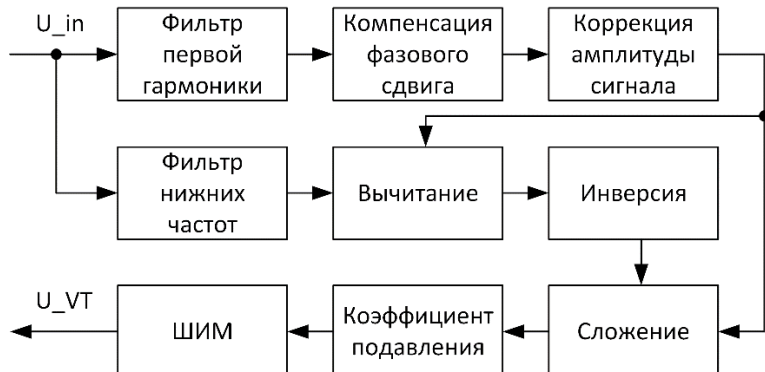 U_in
Фильтр
первой
гармоники
Компенсация
фазового
сдвига
Коррекция
амплитуды
сигнала
Фильтр
нижних
частот
Вычитание
Инверсия
U_VT
ШИМ
Коэффициент
подавления
Сложение